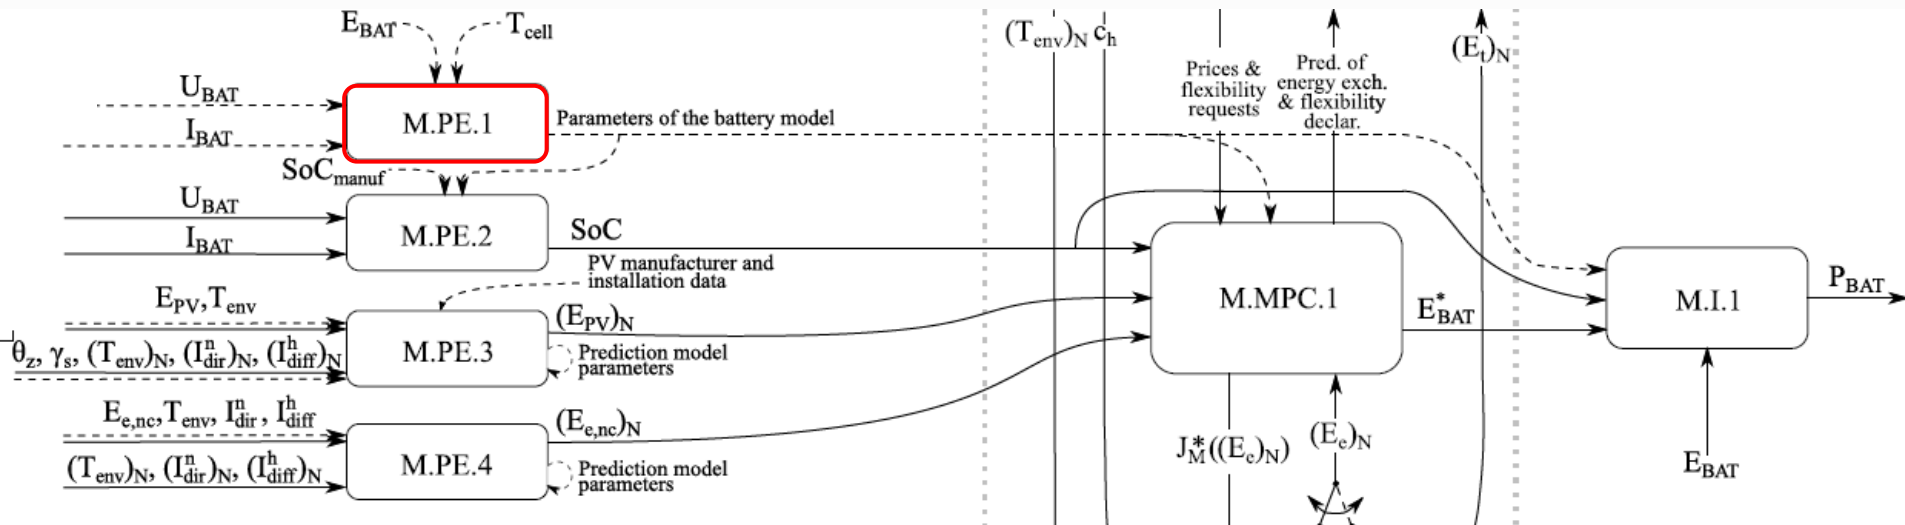 E_BAT
T_cell
U_BAT
I_BAT
M.PE.1
Parameters of the battery model
SoC_manuf
U_BAT
I_BAT
M.PE.2
SoC
PV manufacturer and
installation data
E_PV, T_env
θ_z, γ_s, (T_env)_N, (I^n_dir)_N, (I^h_diff)_N
M.PE.3
(E_PV)_N
Prediction model
parameters
E_e,nc, T_env, I^n_dir, I^h_diff
(T_env)_N, (I^n_dir)_N, (I^h_diff)_N
M.PE.4
(E_e,nc)_N
Prediction model
parameters
(T_env)_N c_h
Prices &
flexibility
requests
Pred. of
energy exch.
& flexibility
declar.
(E_t)_N
M.MPC.1
E*_BAT
J*_M((E_e)_N)
(E_e)_N
M.I.1
P_BAT
E_BAT